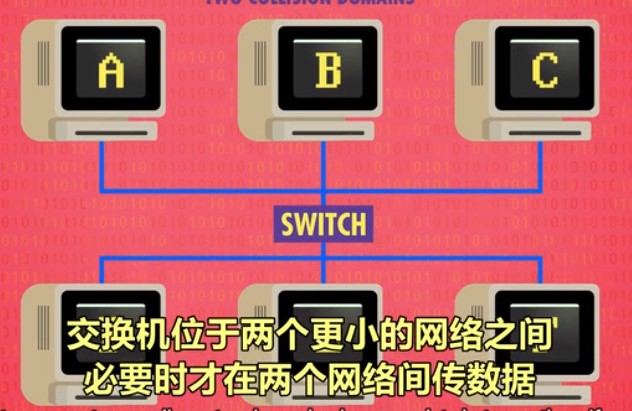 TWO COLLISION DOMAINS
A
B
C
SWITCH
交换机位于两个更小的网络之间
必要时才在两个网络间传数据